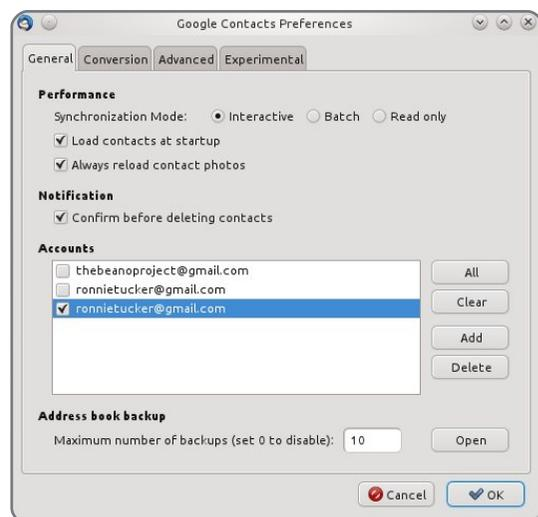 Google Contacts Preferences
General Conversion Advanced Experimental
Performance
Synchronization Mode: Interactive Batch Read only
Load contacts at startup
Always reload contact photos
Notification
Confirm before deleting contacts
Accounts
thebeanoproject@gmail.com
ronnietucker@gmail.com
ronnietucker@gmail.com
All
Clear
Add
Delete
Address book backup
Maximum number of backups (set 0 to disable): 10 Open
Cancel OK